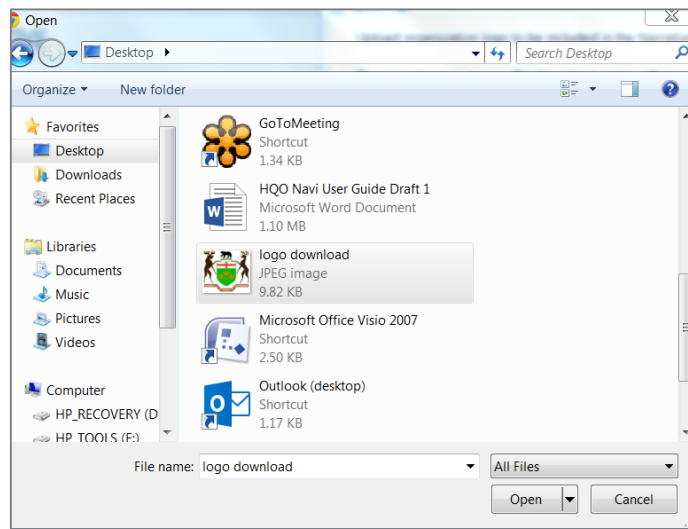 Open
Desktop
Search Desktop
Organize
New folder
Favorites
Desktop
Downloads
Recent Places
Libraries
Documents
Music
Pictures
Videos
Computer
HP_RECOVERY (D
HP_TOOLS (E:)
GoToMeeting
Shortcut
1.34 KB
HQO Navi User Guide Draft 1
Microsoft Word Document
1.10 MB
logo download
JPEG image
9.82 KB
Microsoft Office Visio 2007
Shortcut
2.50 KB
Outlook (desktop)
Shortcut
1.17 KB
File name: logo download
All Files
Open
Cancel